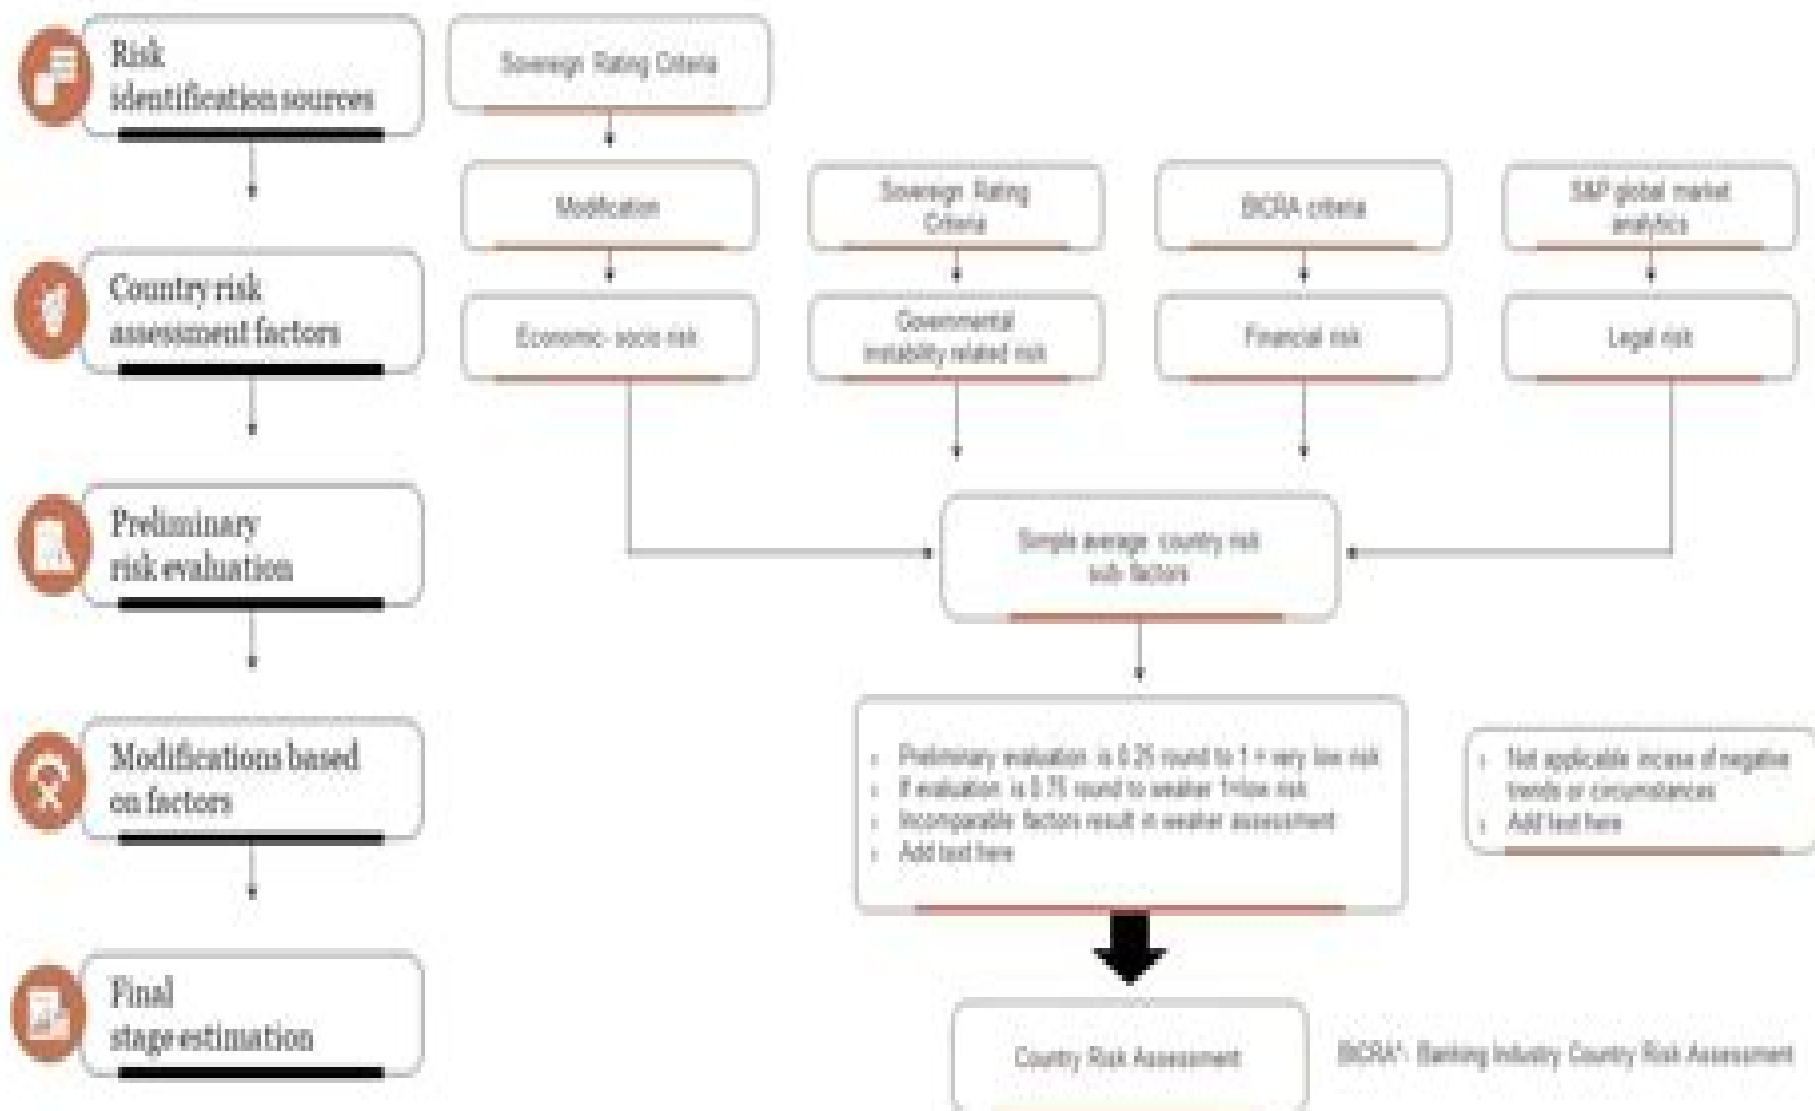 Risk
identification sources
Sovereign Rating Criteria
Modification
Sovereign Rating
Criteria
BICRA criteria
S&P global market
analytics
Country risk
assessment factors
Economic- socio risk
Governmental
instability related risk
Financial risk
Legal risk
Preliminary
risk evaluation
Simple average country risk
sub- factors
Modifications based
on factors
Preliminary evaluation is 0.25 round to 1 = very low risk
If evaluation is 0.75 round to weaker 1=low risk
Incomparable factors result in weaker assessment
Add text here
Not applicable incase of negative
trends or circumstances
Add text here
Final
stage estimation
Country Risk Assessment
BICRA*- Banking Industry Country Risk Assessment